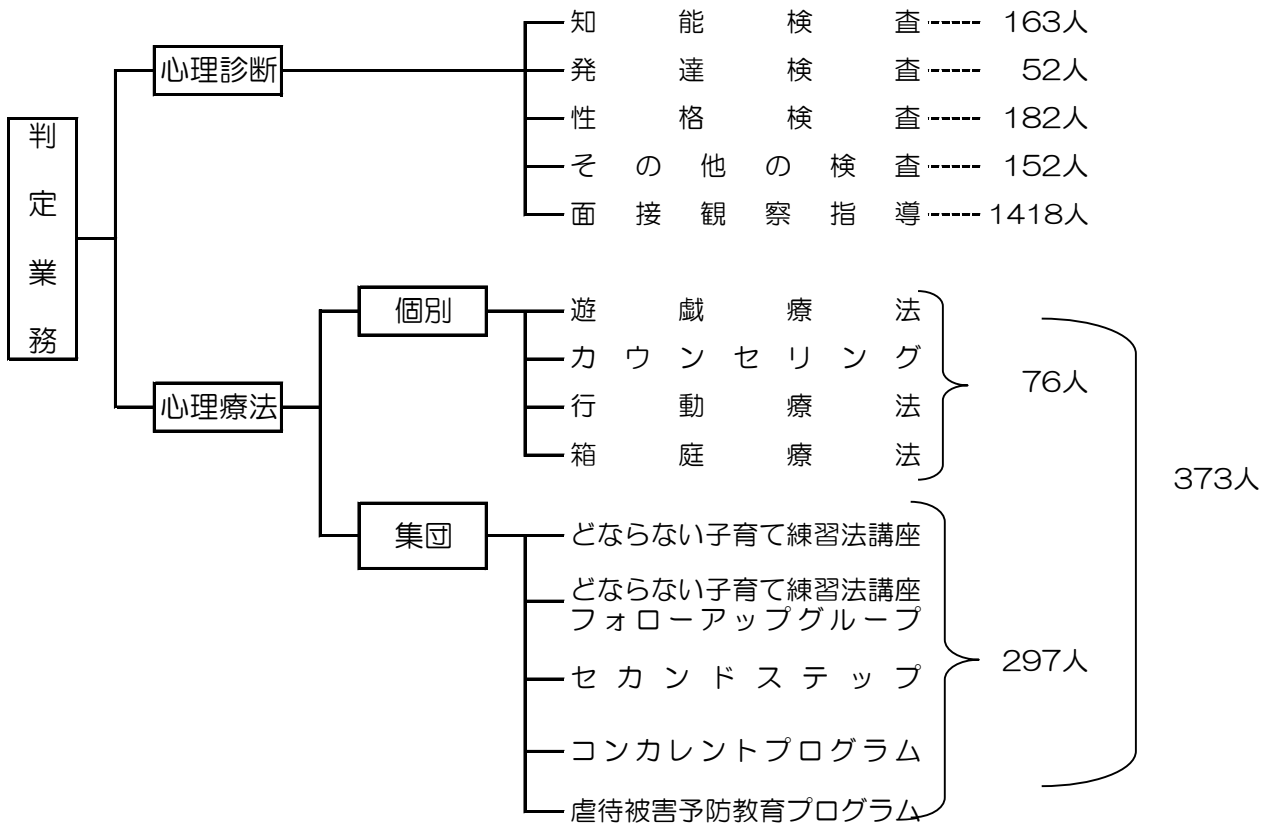 判定業務
心理診断
知能検査 163人
発達検査 52人
性格検査 182人
その他の検査 152人
面接観察指導 1418人
心理療法
個別
遊戯療法
カウンセリング
行動療法
箱庭療法
76人
集団
どならない子育て練習法講座
どならない子育て練習法講座
フォローアップグループ
セカンドステップ
コンカレントプログラム
虐待被害予防教育プログラム
297人
373人